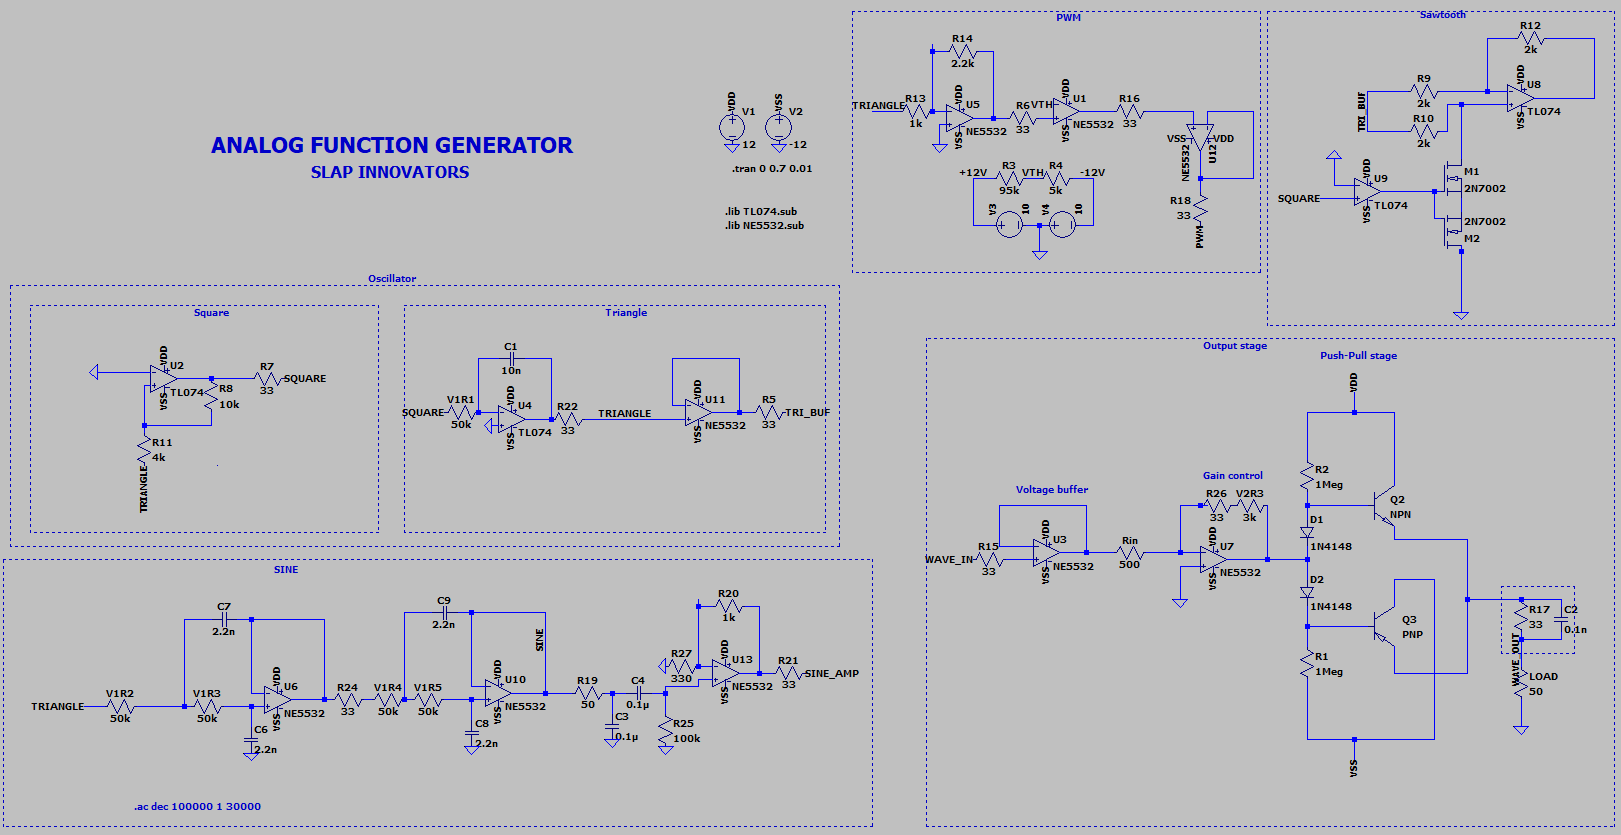 ANALOG FUNCTION GENERATOR
SLAP INNOVATORS
VDD
V1
12
VSS
V2
-12
.tran 0 0.7 0.01
.lib TL074.sub
.lib NE5532.sub
PWM
TRIANGLE
R13
1k
R14
2.2k
VDD
U5
VSS
NE5532
R6
33
VTH
VDD
U1
VSS
NE5532
R16
33
VSS
VDD
NE5532
U12
R18
33
PWM
+12V
R3
95k
VTH
R4
5k
-12V
V3
10
V4
10
Sawtooth
R12
2k
R9
2k
R10
2k
TRI_BUF
VDD
U8
VSS
TL074
SQUARE
VDD
U9
VSS
TL074
M1
2N7002
2N7002
M2
Oscillator
Square
VDD
U2
VSS
TL074
R8
10k
R7
33
SQUARE
R11
4k
TRIANGLE
Triangle
SQUARE
V1R1
50k
C1
10n
VDD
U4
VSS
TL074
R22
33
TRIANGLE
VDD
U11
VSS
NE5532
R5
33
TRI_BUF
SINE
TRIANGLE
V1R2
50k
V1R3
50k
C7
2.2n
VDD
U6
VSS
NE5532
C6
2.2n
R24
33
V1R4
50k
V1R5
50k
C9
2.2n
SINE
VDD
U10
VSS
NE5532
C8
2.2n
R19
50
C3
0.1µ
C4
0.1µ
R25
100k
R27
330
R20
1k
VDD
U13
VSS
NE5532
R21
33
SINE_AMP
.ac dec 100000 1 30000
Output stage
Push-Pull stage
Voltage buffer
Gain control
WAVE_IN
R15
33
VDD
U3
VSS
NE5532
Rin
500
R26
33
V2R3
3k
VDD
U7
VSS
NE5532
VDD
R2
1Meg
D1
1N4148
D2
1N4148
R1
1Meg
Q2
NPN
Q3
PNP
VSS
R17
33
C2
0.1n
WAVE_OUT
LOAD
50